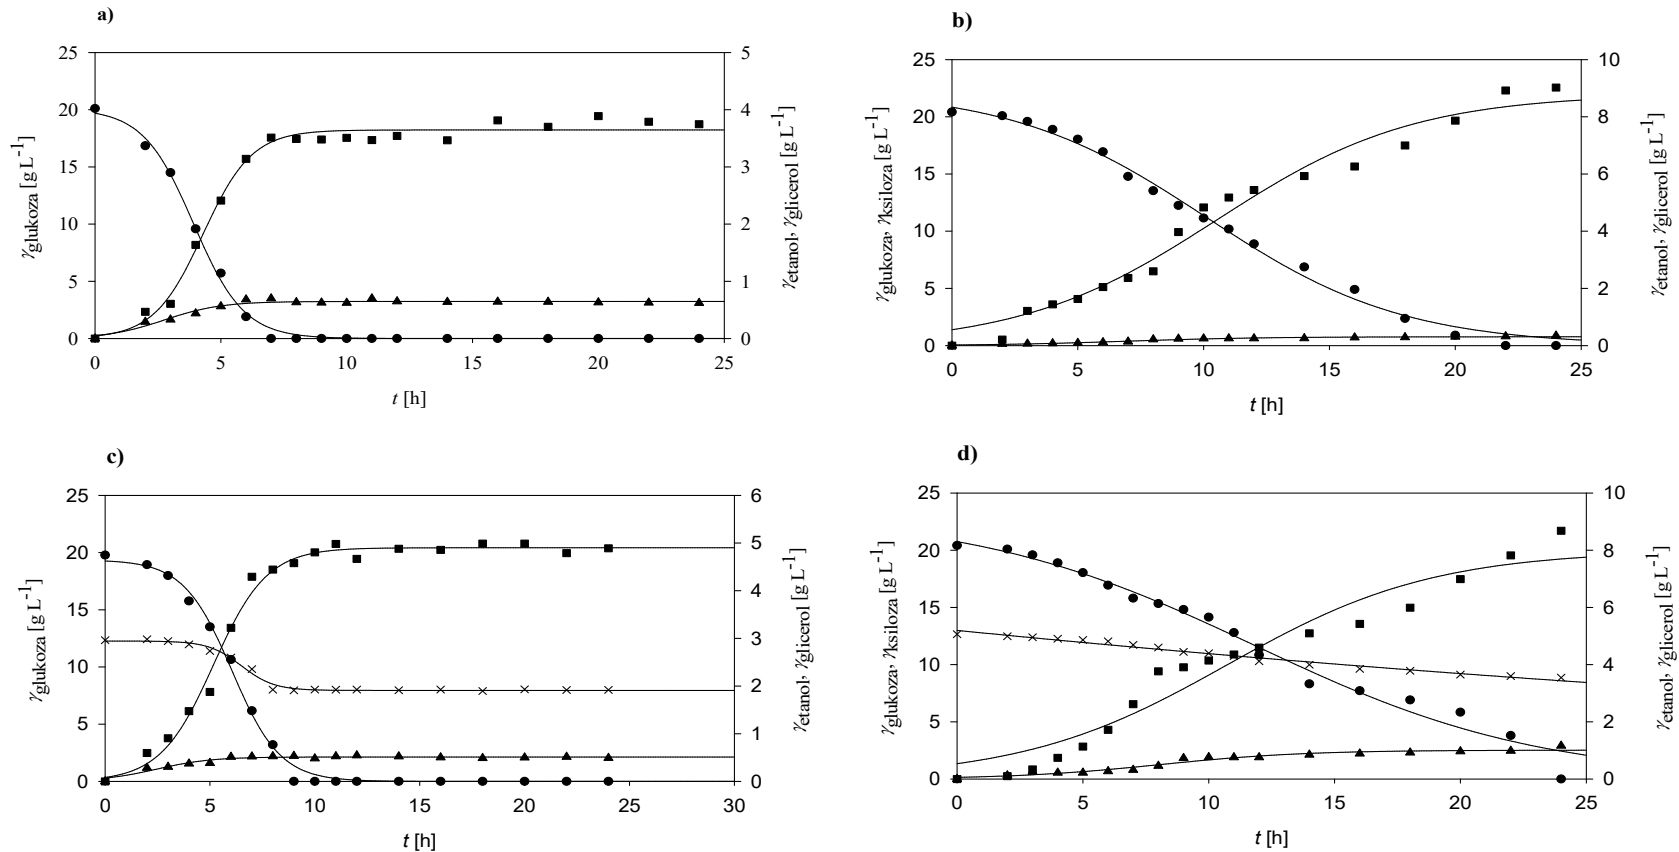 a)
25
20
15
10
5
0
0 5 10 15 20 25
5
4
3
2
1
0
γglukoza [g L-1]
γetanol, γglicerol [g L-1]
t [h]
b)
25
20
15
10
5
0
0 5 10 15 20 25
10
8
6
4
2
0
γglukoza, γksiloza [g L-1]
γetanol, γglicerol [g L-1]
t [h]
c)
25
20
15
10
5
0
0 5 10 15 20 25 30
6
5
4
3
2
1
0
γglukoza [g L-1]
γetanol, γglicerol [g L-1]
t [h]
d)
25
20
15
10
5
0
0 5 10 15 20 25
10
8
6
4
2
0
γglukoza, γksiloza [g L-1]
γetanol, γglicerol [g L-1]
t [h]